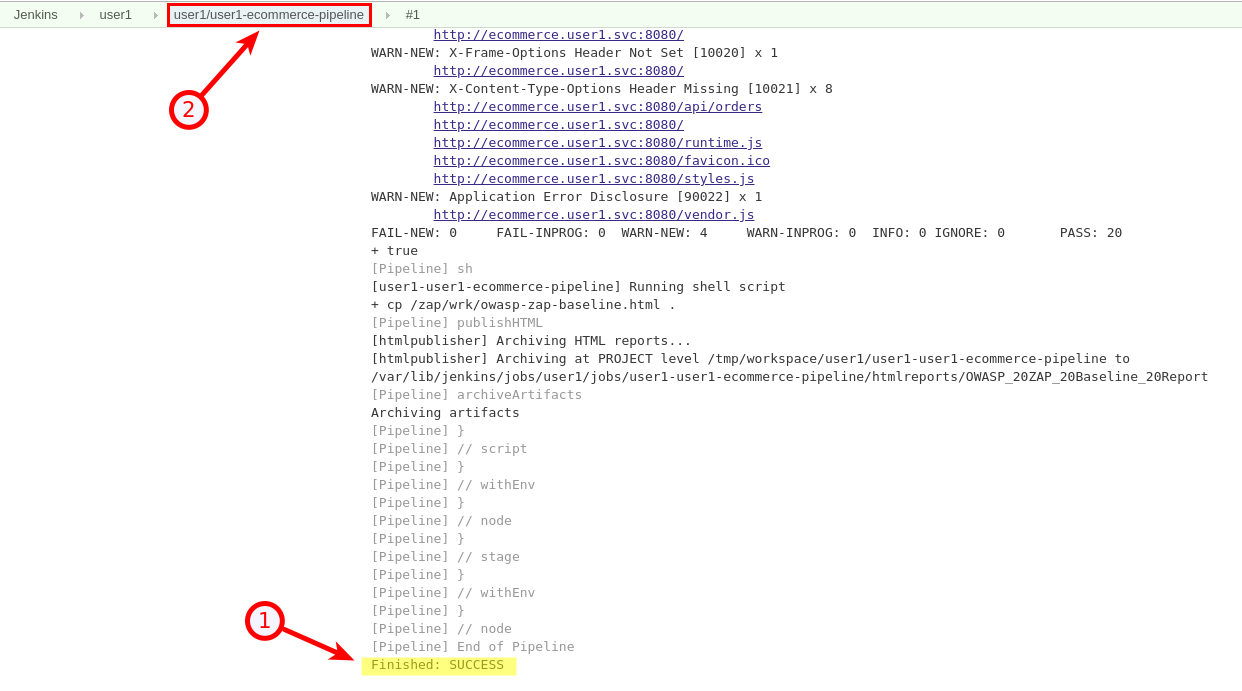 Jenkins user1 user1/user1-ecommerce-pipeline #1
http://ecommerce.user1.svc:8080/
WARN-NEW: X-Frame-Options Header Not Set [10020] x 1
http://ecommerce.user1.svc:8080/
WARN-NEW: X-Content-Type-Options Header Missing [10021] x 8
http://ecommerce.user1.svc:8080/api/orders
2
http://ecommerce.user1.svc:8080/
http://ecommerce.user1.svc:8080/runtime.js
http://ecommerce.user1.svc:8080/favicon.ico
http://ecommerce.user1.svc:8080/styles.js
WARN-NEW: Application Error Disclosure [90022] x 1
http://ecommerce.user1.svc:8080/vendor.js
FAIL-NEW: 0     FAIL-INPROG: 0  WARN-NEW: 4     WARN-INPROG: 0  INFO: 0 IGNORE: 0       PASS: 20
+ true
[Pipeline] sh
[user1-user1-ecommerce-pipeline] Running shell script
+ cp /zap/wrk/owasp-zap-baseline.html .
[Pipeline] publishHTML
[htmlpublisher] Archiving HTML reports...
[htmlpublisher] Archiving at PROJECT level /tmp/workspace/user1/user1-user1-ecommerce-pipeline to
/var/lib/jenkins/jobs/user1/jobs/user1-user1-ecommerce-pipeline/htmlreports/OWASP_20ZAP_20Baseline_20Report
[Pipeline] archiveArtifacts
Archiving artifacts
[Pipeline] }
[Pipeline] // script
[Pipeline] }
[Pipeline] // withEnv
[Pipeline] }
[Pipeline] // node
[Pipeline] }
[Pipeline] // stage
[Pipeline] }
[Pipeline] // withEnv
[Pipeline] }
1
[Pipeline] // node
[Pipeline] End of Pipeline
Finished: SUCCESS